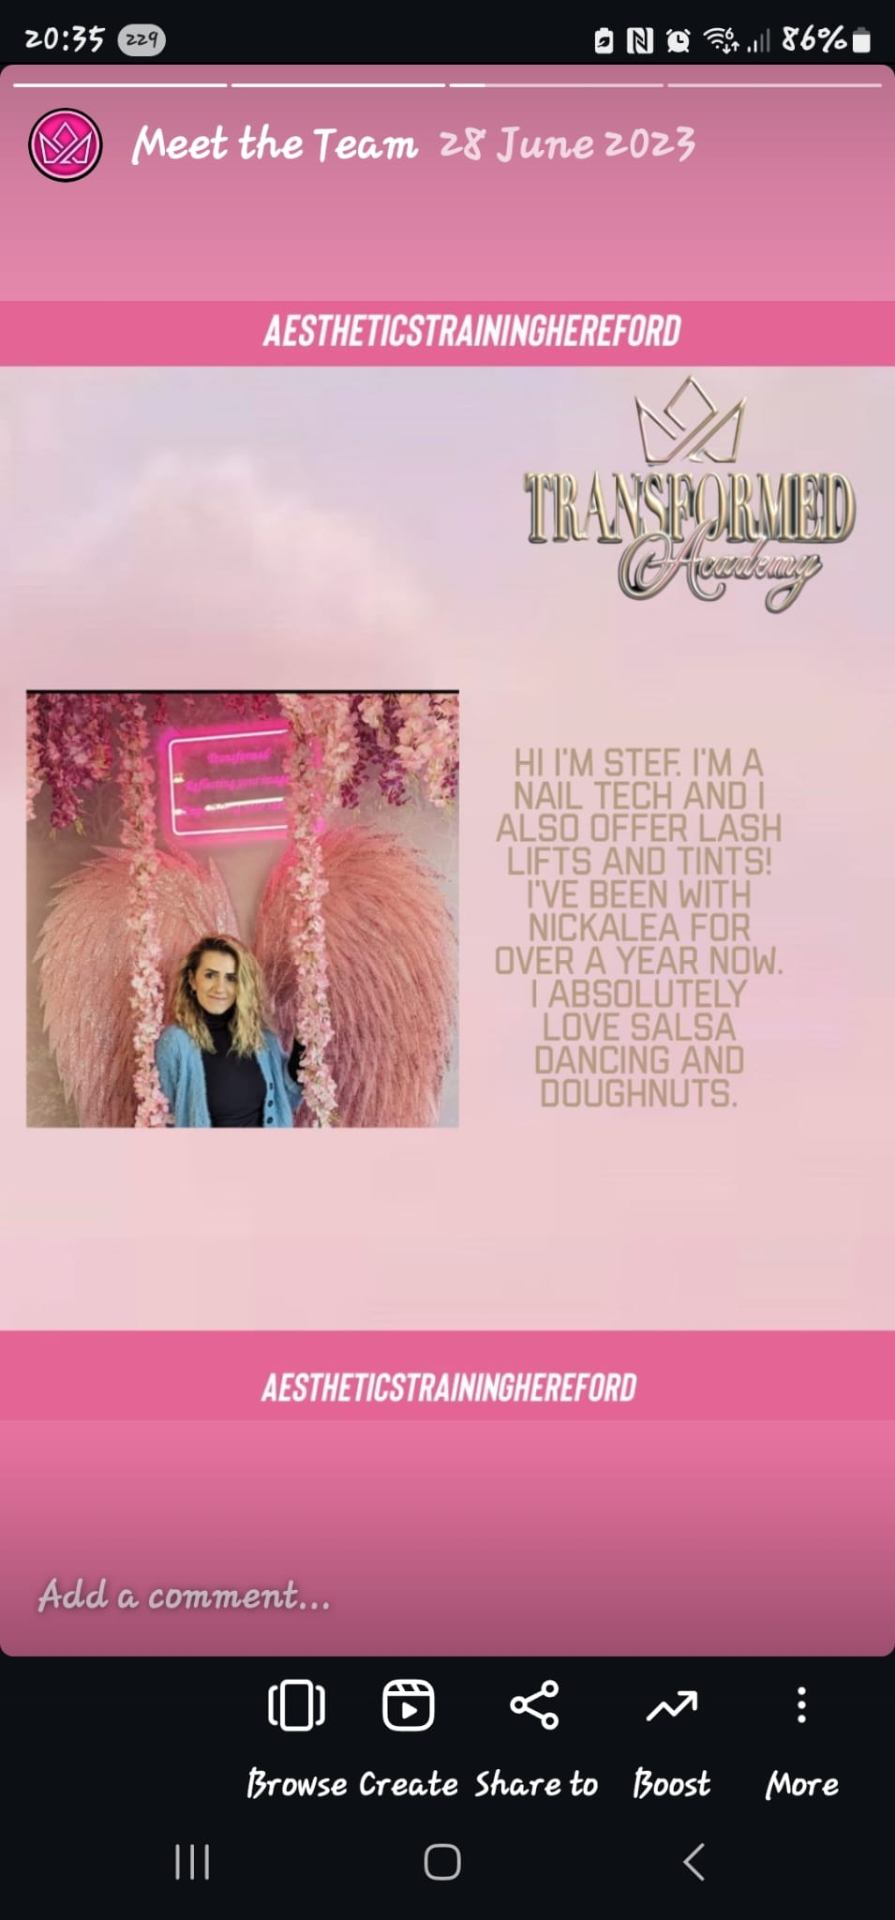 20:35 229 86%
Meet the Team 28 June 2023
AESTHETICSTRAININGHEREFORD
TRANSFORMED
Academy
Transformed
HI I'M STEF. I'M A
NAIL TECH AND I
ALSO OFFER LASH
LIFTS AND TINTS!
I'VE BEEN WITH
NICKALEA FOR
OVER A YEAR NOW.
I ABSOLUTELY
LOVE SALSA
DANCING AND
DOUGHNUTS.
AESTHETICSTRAININGHEREFORD
Add a comment...
Browse Create Share to Boost More